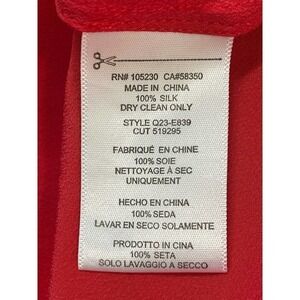 RN# 105230 CA#58350
MADE IN CHINA
100% SILK
DRY CLEAN ONLY
STYLE Q23-E839
CUT 519295
FABRIQUÉ EN CHINE
100% SOIE
NETTOYAGE À SEC
UNIQUEMENT
HECHO EN CHINA
100% SEDA
LAVAR EN SECO SOLAMENTE
PRODOTTO IN CINA
100% SETA
SOLO LAVAGGIO A SECCO